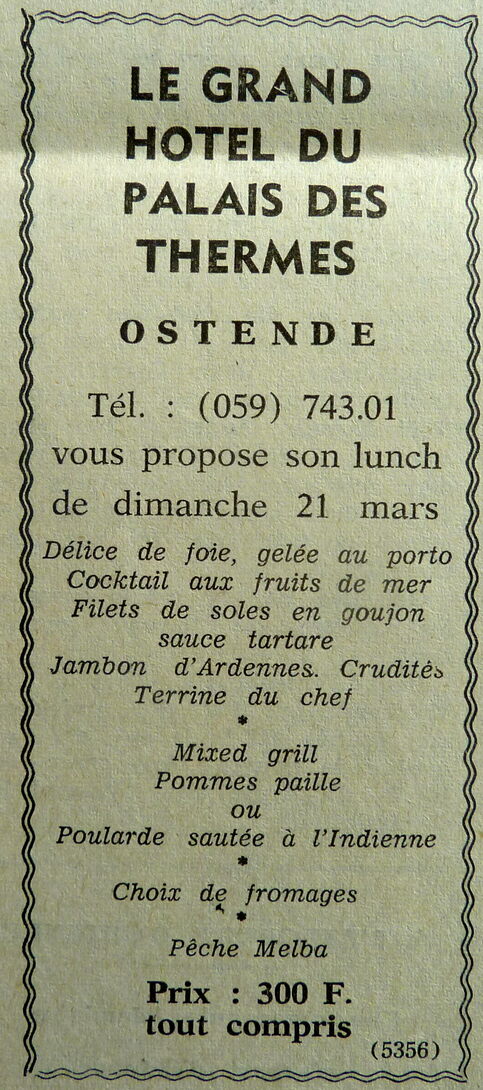 LE GRAND
HOTEL DU
PALAIS DES
THERMES
OSTENDE
Tél. : (059) 743.01
vous propose son lunch
de dimanche 21 mars
Délice de foie, gelée au porto
Cocktail aux fruits de mer
Filets de soles en goujon
sauce tartare
Jambon d'Ardennes. Crudités
Terrine du chef
*
Mixed grill
Pommes paille
ou
Poularde sautée à l'Indienne
*
Choix de fromages
*
Pêche Melba
Prix : 300 F.
tout compris
(5356)